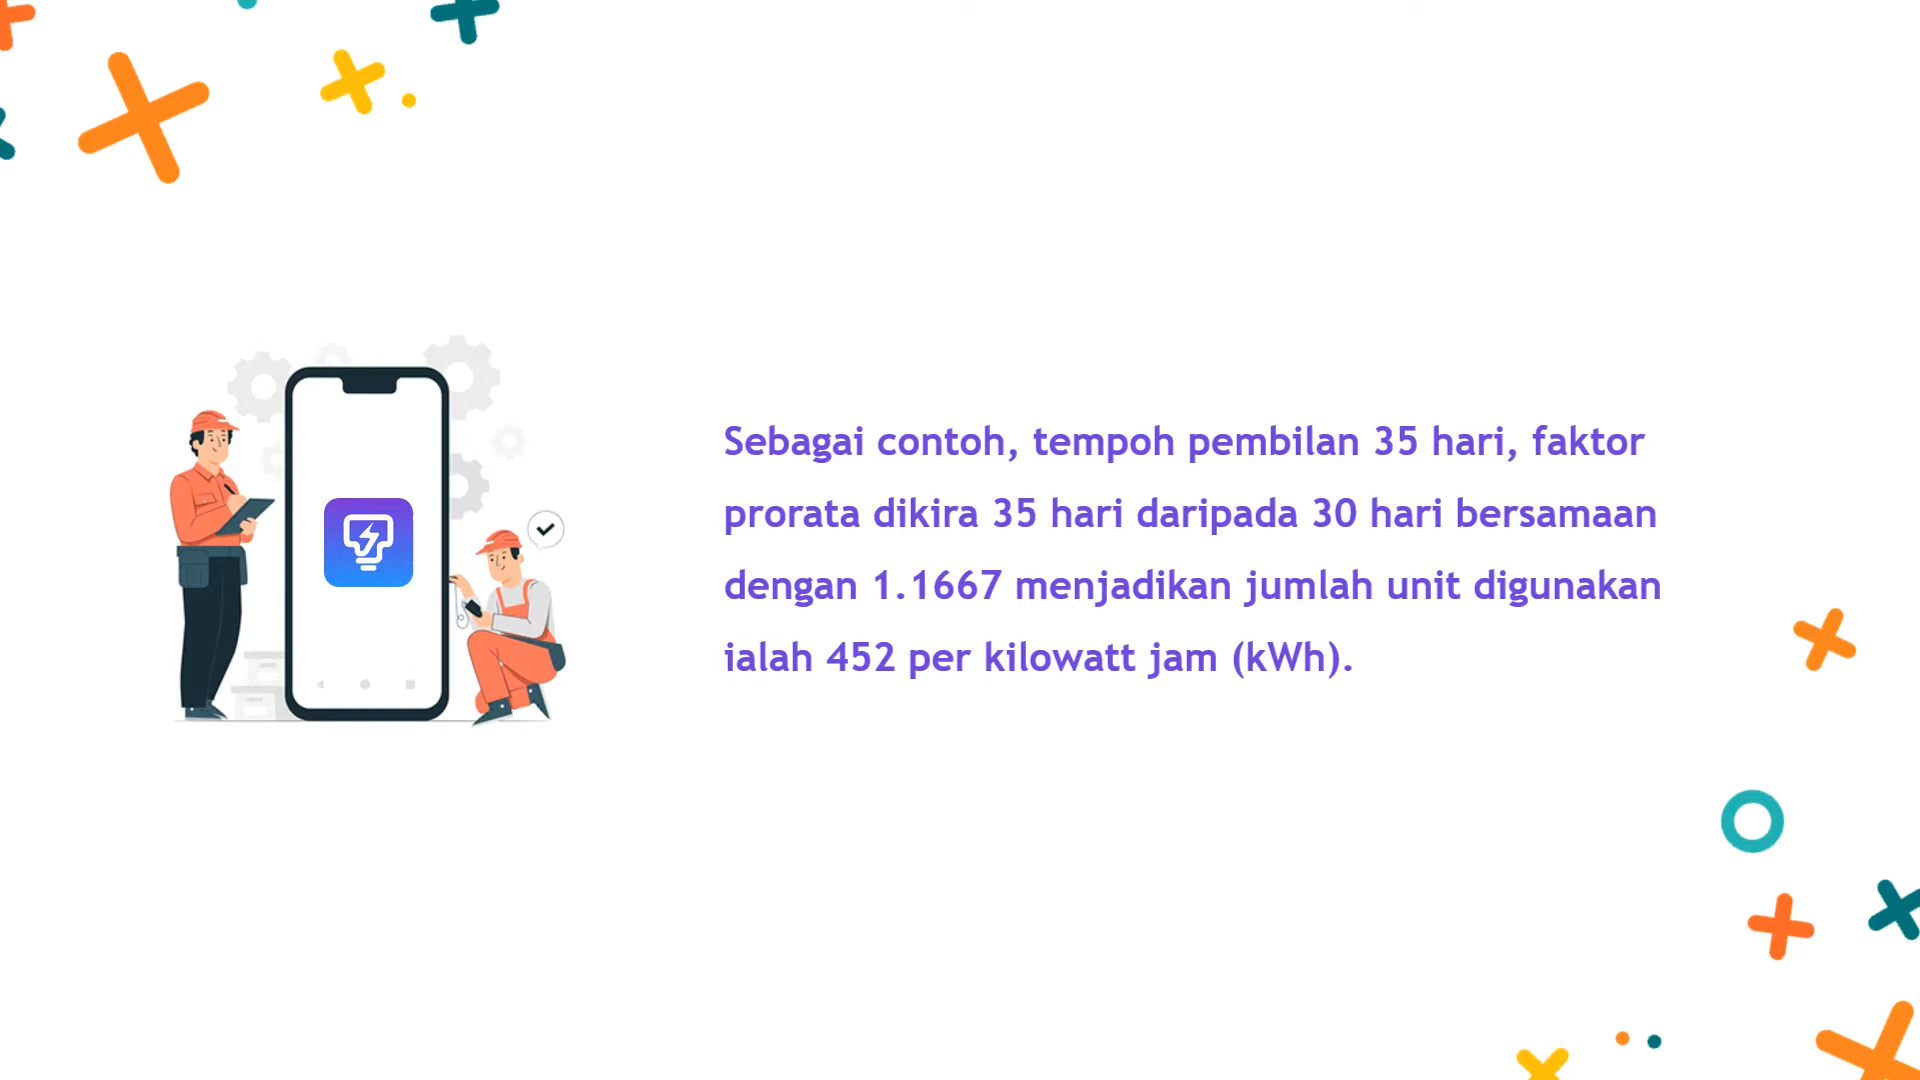 Sebagai contoh, tempoh pembilan 35 hari, faktor
prorata dikira 35 hari daripada 30 hari bersamaan
dengan 1.1667 menjadikan jumlah unit digunakan
ialah 452 per kilowatt jam (kWh).